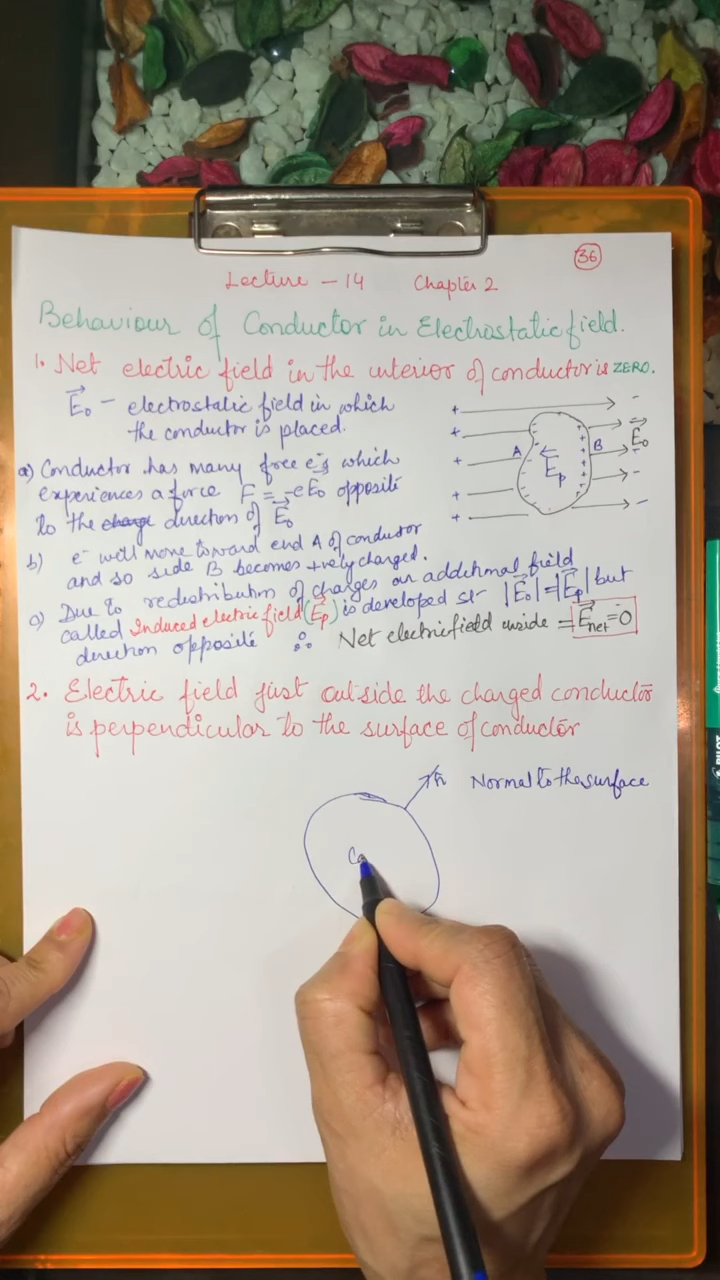 36
Lecture - 14 Chapter 2
Behaviour of Conductor in Electrostatic field.
1. Net electric field in the interior of conductor is ZERO.
E₀ - electrostatic field in which
the conductor is placed.
a) Conductor has many free e⁻s which
experiences a force F = -eE₀ opposite
to the charge direction of E₀
b) e⁻ will move toward end A of conductor
and so side B becomes +vely charged.
c) Due to redistribution of charges an additional field
called Induced electric field (Ep) is developed st |E₀| = |Ep| but
direction opposite ∴ Net electric field inside = Enet = 0
A Ep B E₀
2. Electric field just outside the charged conductor
is perpendicular to the surface of conductor
n̂ Normal to the surface
Co
PILOT